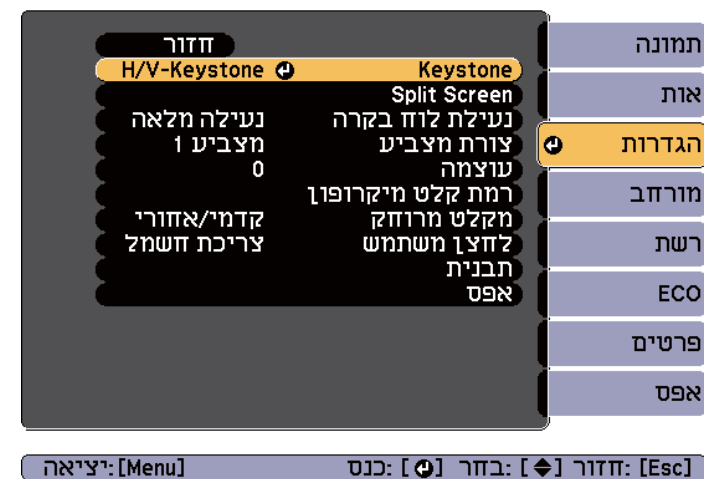 תמונה
אות
הגדרות
מורחב
רשת
ECO
פרטים
אפס
חזור
Keystone H/V-Keystone
Split Screen
נעילת לוח בקרה נעילה מלאה
צורת מצביע מצביע 1
עוצמה 0
רמת קלט מיקרופון
מקלט מרוחק קדמי/אחורי
לחצן משתמש צריכת חשמל
תבנית
אפס
[Esc] :חזור [◆] :בחר [⏎] :כנס [Menu]:יציאה